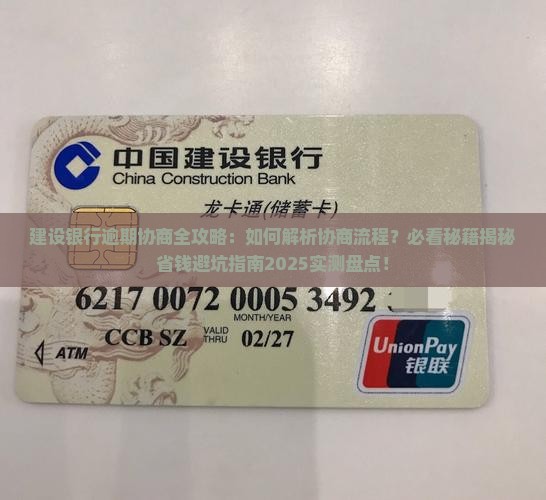 中国建设银行
China Construction Bank
龙卡通(储蓄卡)
建设银行逾期协商全攻略：如何解析协商流程？必看秘籍揭秘
省钱避坑指南2025实测盘点！
6217 0072 0005 3492
MONTH/YEAR
CCB SZ VALID THRU 02/27
ATM
UnionPay
银联